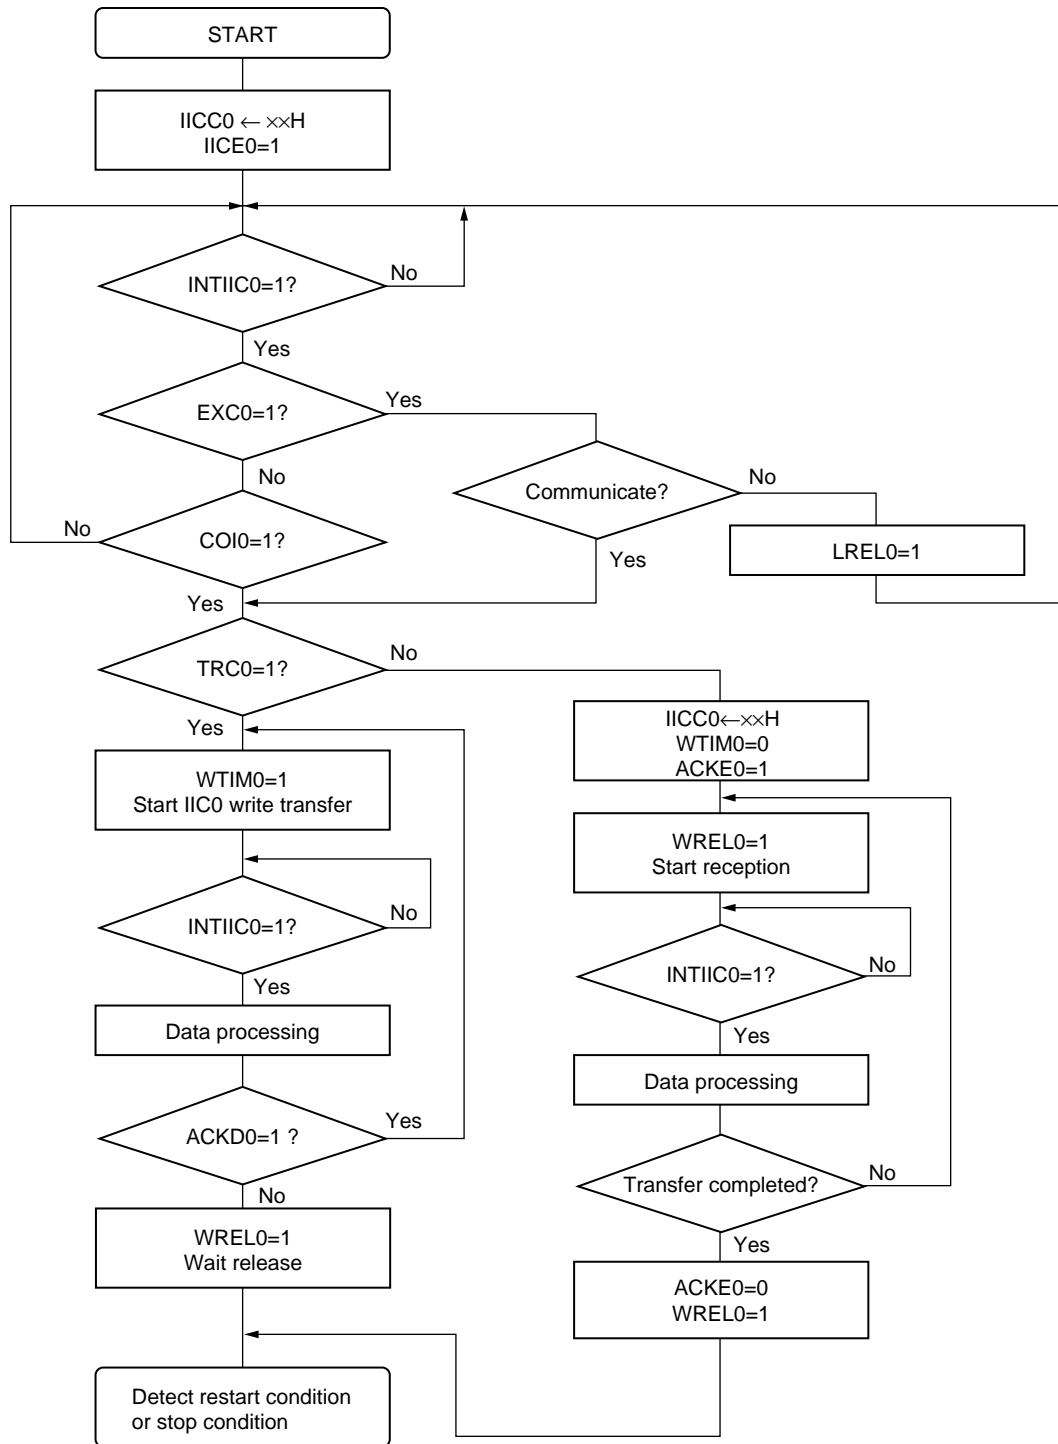 START
IICC0 ← ××H
IICE0=1
INTIIC0=1?
No
Yes
EXC0=1?
Yes
No
Communicate?
No
COI0=1?
No
Yes
LREL0=1
Yes
TRC0=1?
No
Yes
IICC0←××H
WTIM0=0
ACKE0=1
WTIM0=1
Start IIC0 write transfer
WREL0=1
Start reception
INTIIC0=1?
No
Yes
INTIIC0=1?
No
Yes
Data processing
Data processing
ACKD0=1 ?
Yes
No
Transfer completed?
No
Yes
WREL0=1
Wait release
ACKE0=0
WREL0=1
Detect restart condition
or stop condition